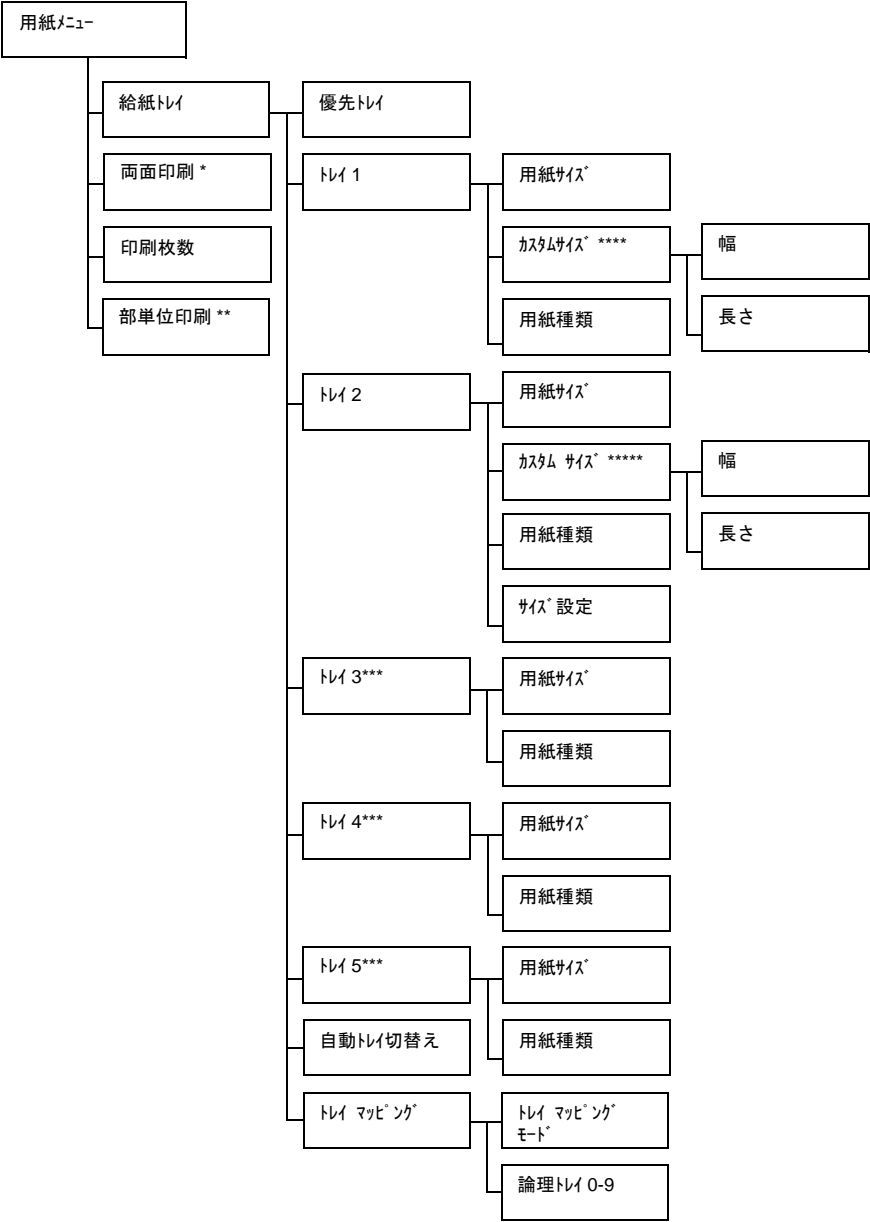 用紙ﾒﾆｭｰ
給紙ﾄﾚｲ
優先ﾄﾚｲ
両面印刷 *
ﾄﾚｲ 1
用紙ｻｲｽﾞ
印刷枚数
ｶｽﾀﾑｻｲｽﾞ ****
幅
部単位印刷 **
用紙種類
長さ
ﾄﾚｲ 2
用紙ｻｲｽﾞ
ｶｽﾀﾑ ｻｲｽﾞ *****
幅
用紙種類
長さ
ｻｲｽﾞ設定
ﾄﾚｲ 3***
用紙ｻｲｽﾞ
用紙種類
ﾄﾚｲ 4***
用紙ｻｲｽﾞ
用紙種類
ﾄﾚｲ 5***
用紙ｻｲｽﾞ
自動ﾄﾚｲ切替え
用紙種類
ﾄﾚｲ ﾏｯﾋﾟﾝｸﾞ
ﾄﾚｲ ﾏｯﾋﾟﾝｸﾞ
ﾓｰﾄﾞ
論理ﾄﾚｲ 0-9